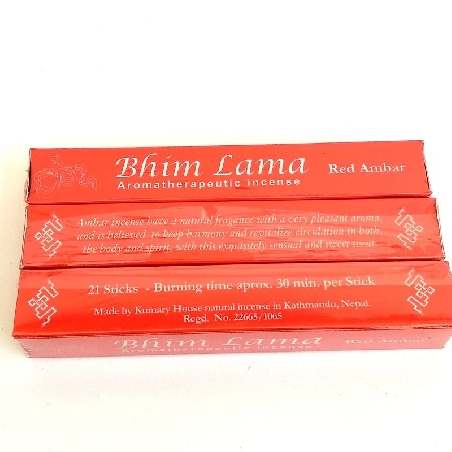 Bhim Lama
Red Ambar
Aromatherapeutic incense
Ambar incense have a natural fragance with a very pleasant aroma,
and is believed to keep harmony and revitalize circulation in both,
the body and spirit, with this exquisitely sensual and sweet scent.
21 Sticks - Burning time aprox. 30 min. per Stick
Made by Kumary House natural incense in Kathmandu, Nepal.
Regd. No. 22665/1065
Bhim Lama
Red Ambar
Aromatherapeutic incense